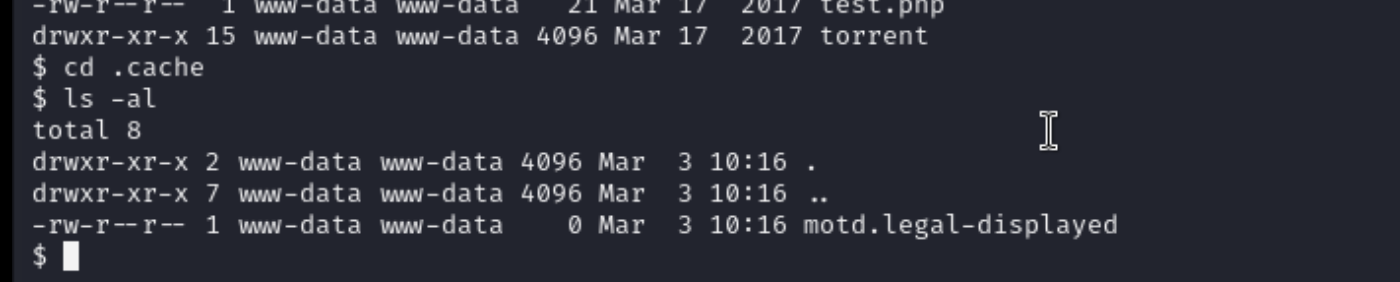 -rw-r--r-- 1 www-data www-data 21 Mar 17 2017 test.php
drwxr-xr-x 15 www-data www-data 4096 Mar 17 2017 torrent
$ cd .cache
$ ls -al
total 8
drwxr-xr-x 2 www-data www-data 4096 Mar 3 10:16 .
drwxr-xr-x 7 www-data www-data 4096 Mar 3 10:16 ..
-rw-r--r-- 1 www-data www-data 0 Mar 3 10:16 motd.legal-displayed
$